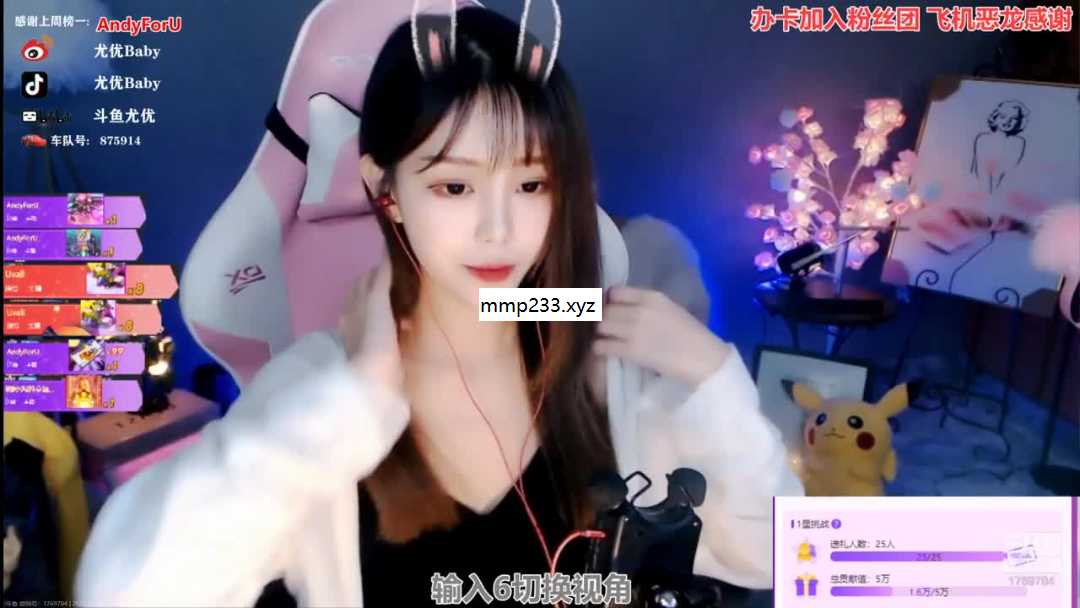 感谢上周榜一: AndyForU
尤优Baby
尤优Baby
斗鱼尤优
车队号: 875914
办卡加入粉丝团 飞机恶龙感谢
AndyForU
AndyForU
Uvall
Uvall
AndyForU
XO
mmp233.xyz
1星挑战
送礼人数: 25人
25/25
总贡献值: 5万
1.6万/5万
1769794
输入6切换视角